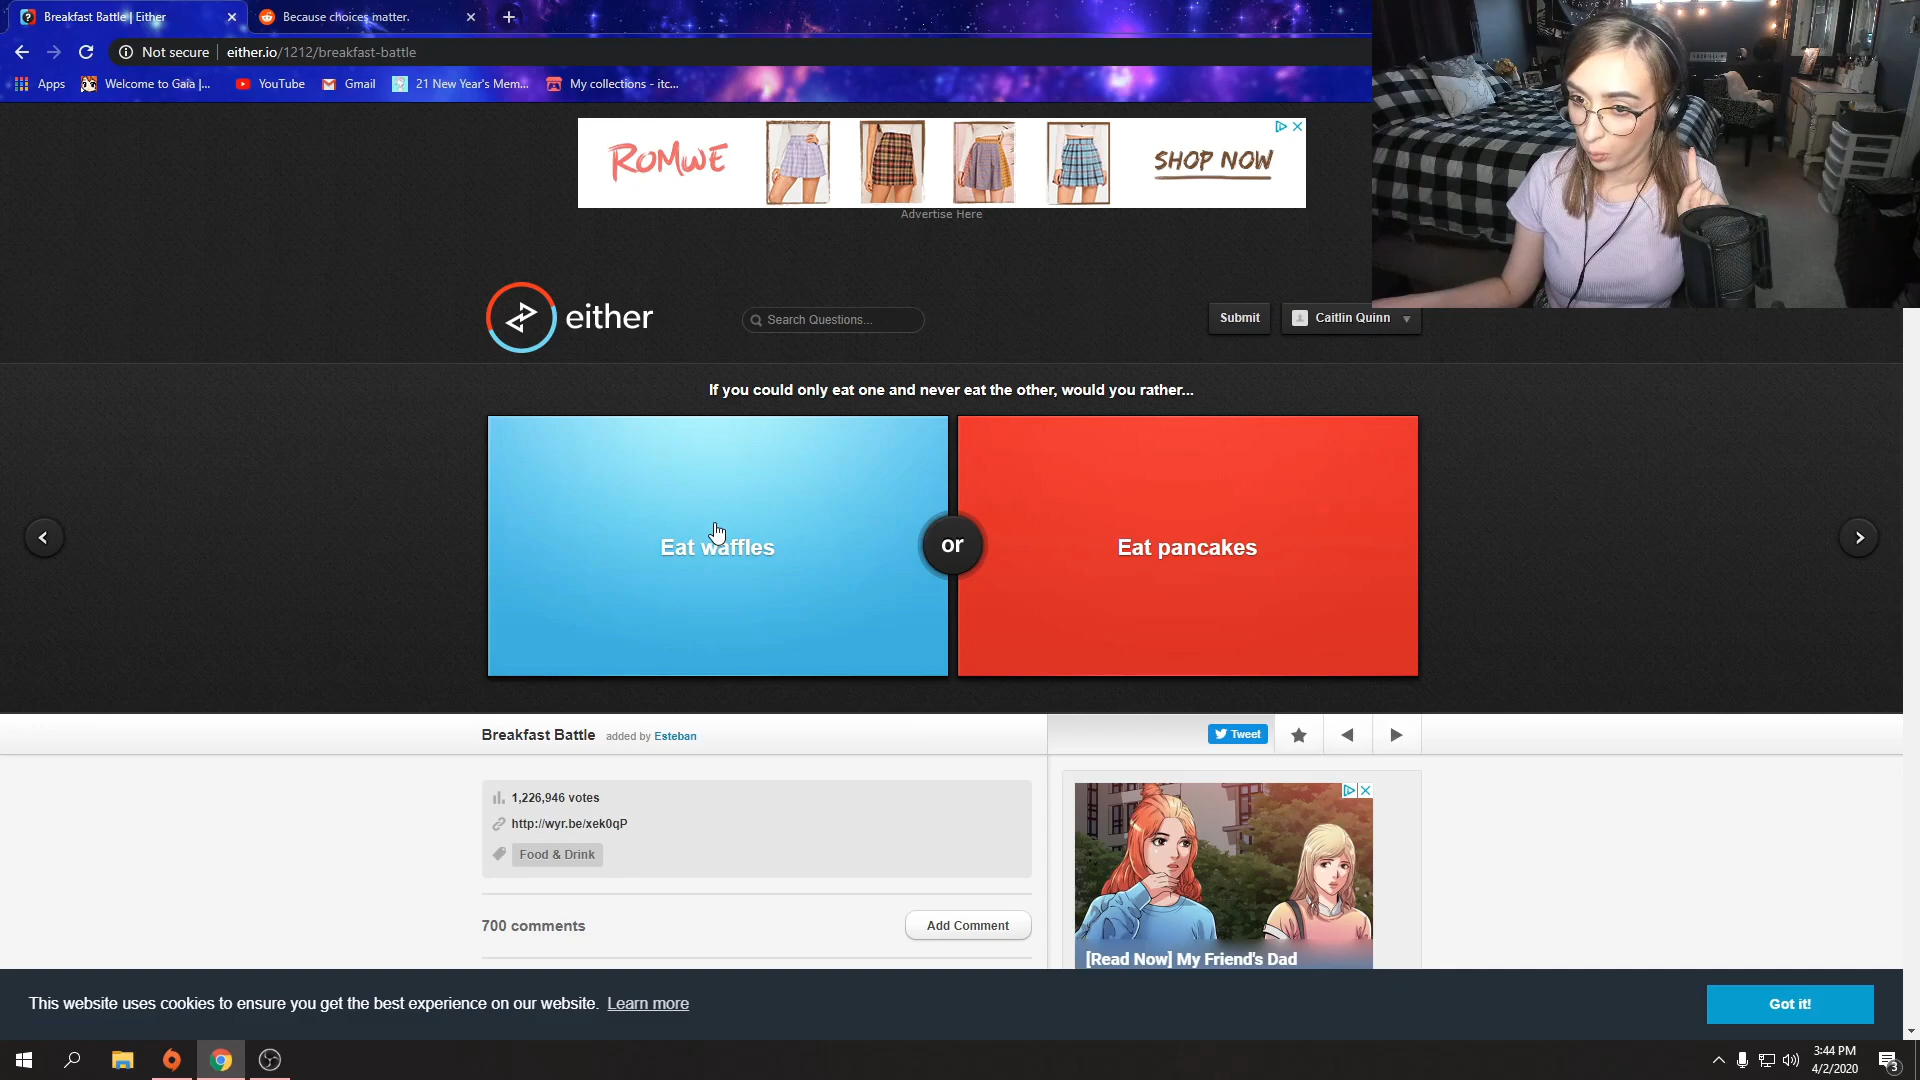 Breakfast Battle | Either
Because choices matter.
Not secure
either.io/1212/breakfast-battle
Apps
Welcome to Gaia |...
YouTube
Gmail
21 New Year's Mem...
My collections - itc...
ROMWE
SHOP NOW
Advertise Here
either
Search Questions...
Submit
Caitlin Quinn
If you could only eat one and never eat the other, would you rather...
Eat waffles
or
Eat pancakes
Breakfast Battle added by Esteban
Tweet
1,226,946 votes
http://wyr.be/xek0qP
Food & Drink
700 comments
Add Comment
[Read Now] My Friend's Dad
This website uses cookies to ensure you get the best experience on our website. Learn more
Got it!
3:44 PM
4/2/2020
3